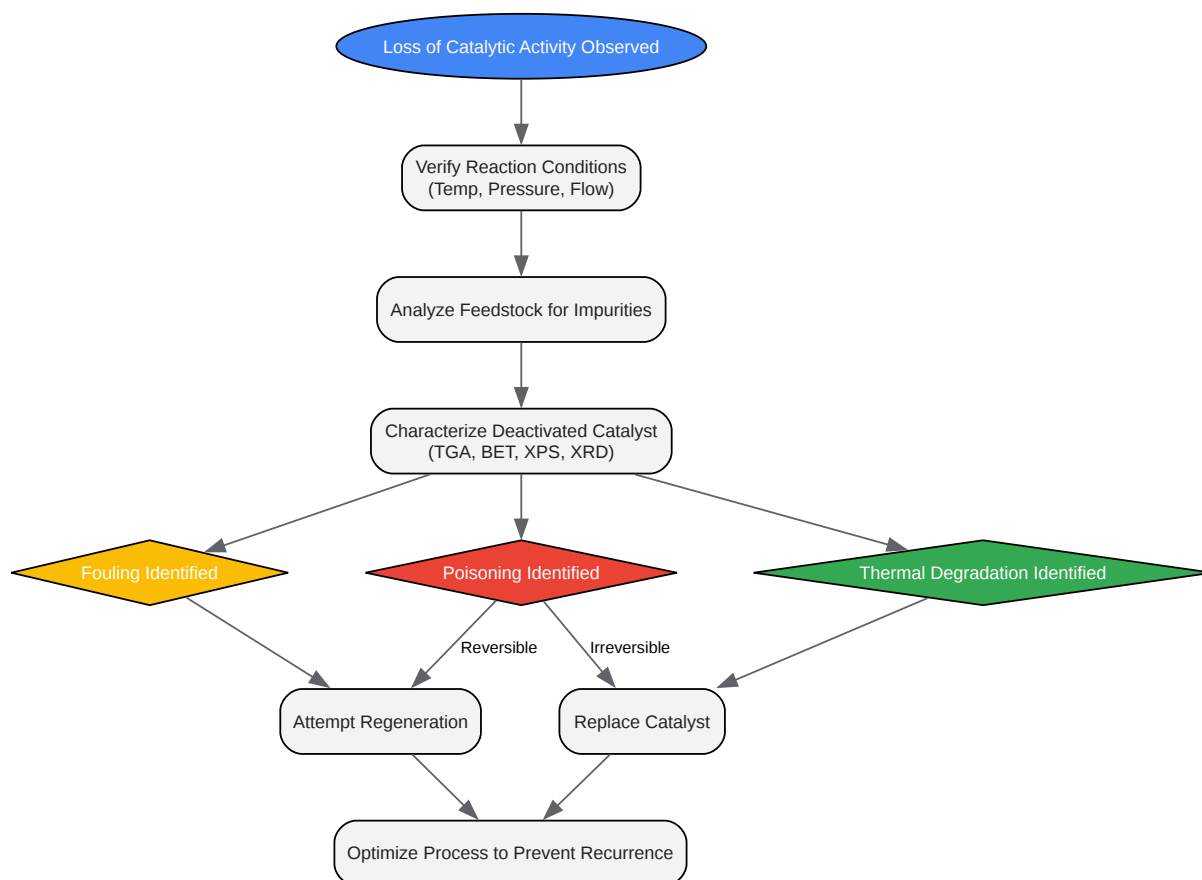 Loss of Catalytic Activity Observed
Verify Reaction Conditions
(Temp, Pressure, Flow)
Analyze Feedstock for Impurities
Characterize Deactivated Catalyst
(TGA, BET, XPS, XRD)
Fouling Identified
Poisoning Identified
Thermal Degradation Identified
Reversible
Irreversible
Attempt Regeneration
Replace Catalyst
Optimize Process to Prevent Recurrence